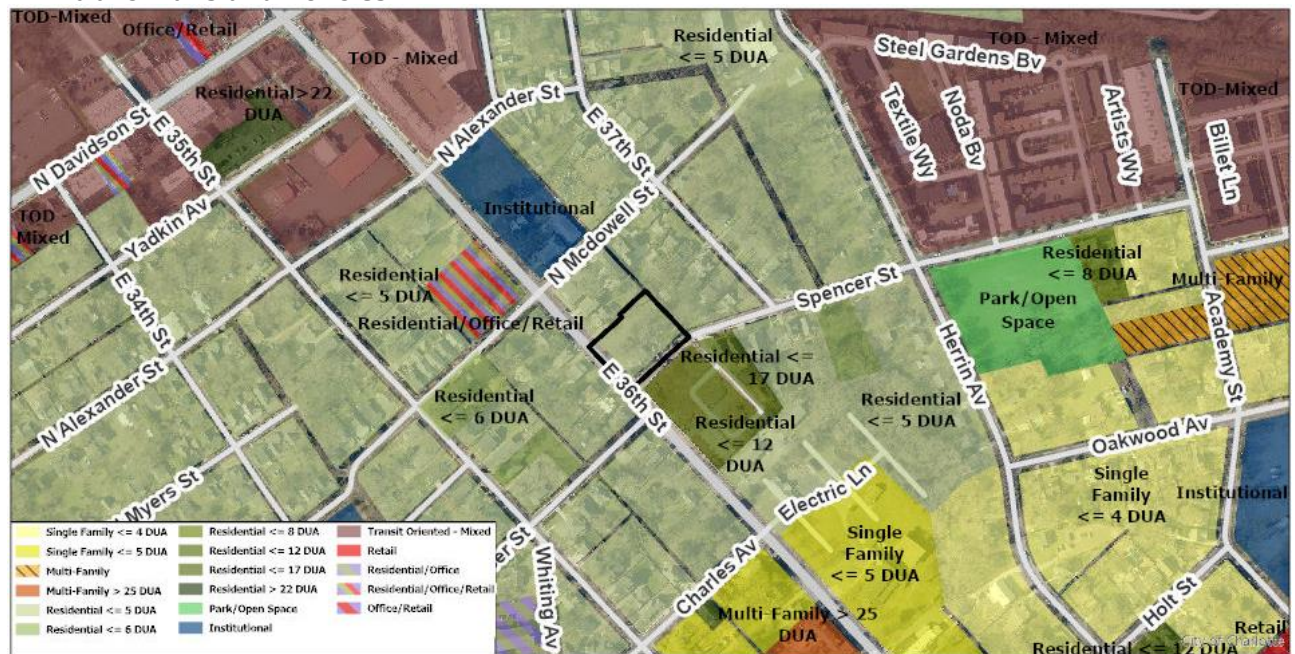 TOD-Mixed
Office/Retail
TOD - Mixed
Residential
<= 5 DUA
Steel Gardens Bv
TOD - Mixed
TOD-Mixed
Residential>22
DUA
N Davidson St
E 35th St
N Alexander St
E 37th St
Textile Wy
Noda Bv
Artists Wy
Billet Ln
TOD -
Mixed
Yadkin Av
Institutional
N Mcdowell St
E 34th St
Residential
<= 5 DUA
Residential/Office/Retail
Spencer St
Residential
<= 8 DUA
Multi-Family
Park/Open
Space
Herrin Av
Academy St
N Alexander St
E 36th St
Residential <=
17 DUA
Residential
<= 6 DUA
Residential
<= 12
DUA
Residential
<= 5 DUA
Oakwood Av
Myers St
Electric Ln
Single
Family
<= 4 DUA
Institutional
Single
Family
<= 5 DUA
Whiting Av
Charles Av
Holt St
Multi-Family > 25
DUA
Retail
Residential <= 12 DUA
City of Charlotte
Single Family <= 4 DUA
Single Family <= 5 DUA
Multi-Family
Multi-Family > 25 DUA
Residential <= 5 DUA
Residential <= 6 DUA
Residential <= 8 DUA
Residential <= 12 DUA
Residential <= 17 DUA
Residential > 22 DUA
Park/Open Space
Institutional
Transit Oriented - Mixed
Retail
Residential/Office
Residential/Office/Retail
Office/Retail